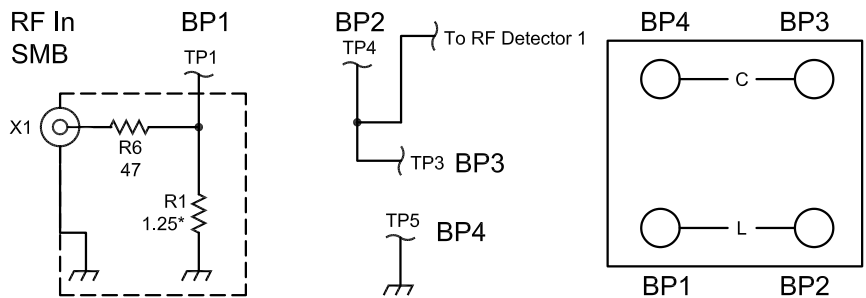 RF In
SMB
BP1
TP1
X1
R6
47
R1
1.25*
BP2
TP4
To RF Detector 1
TP3 BP3
TP5
BP4
BP4
BP3
C
L
BP1
BP2